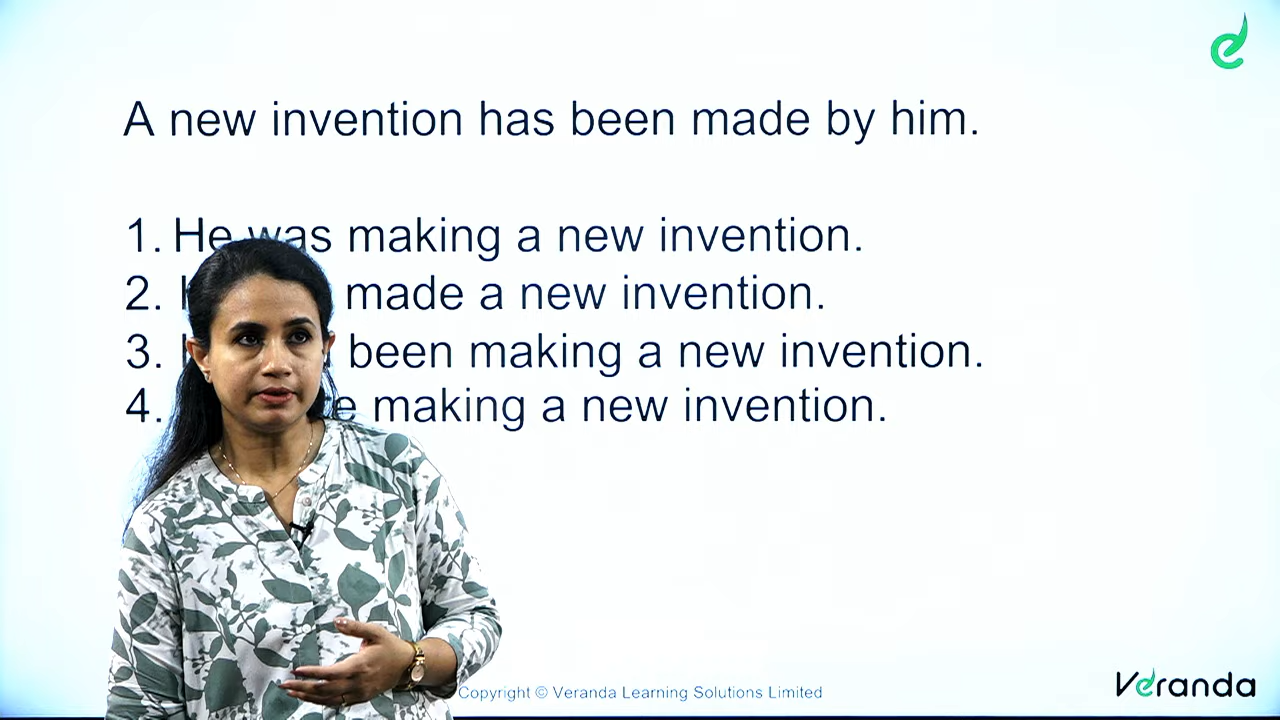 A new invention has been made by him.
1. He was making a new invention.
2. made a new invention.
3. been making a new invention.
4. making a new invention.
Copyright © Veranda Learning Solutions Limited
Veranda